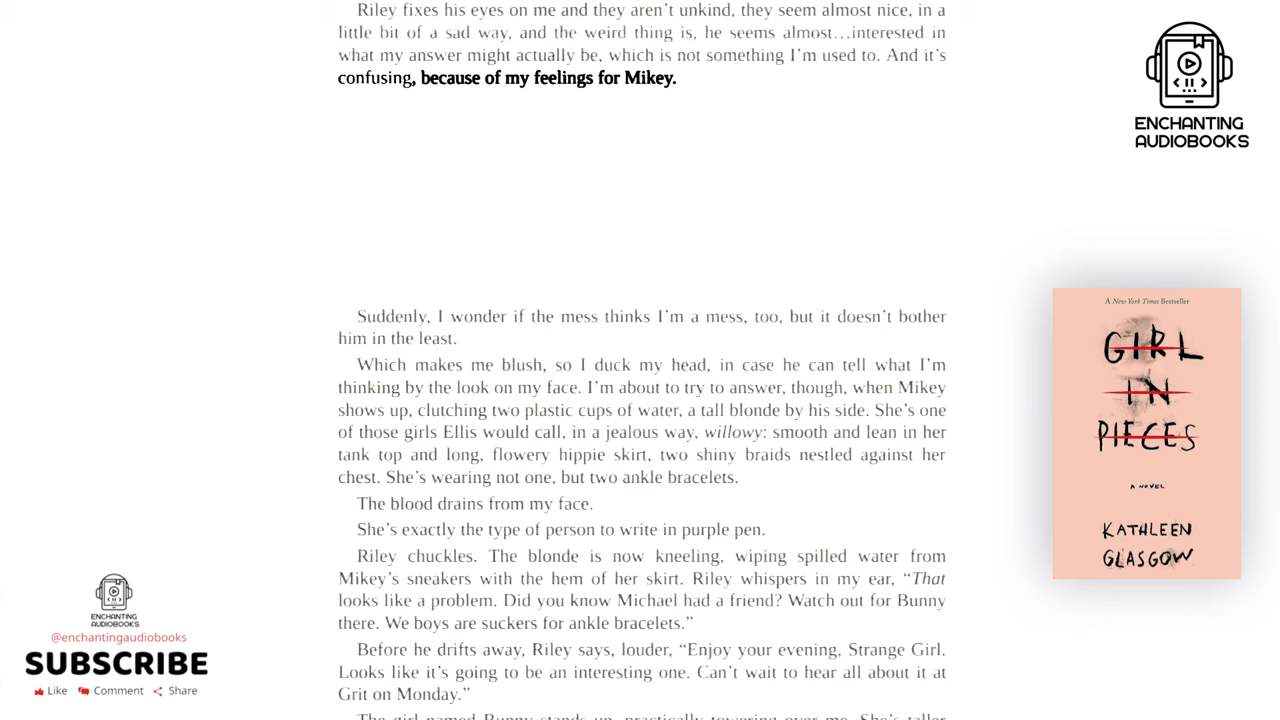 Riley fixes his eyes on me and they aren't unkind, they seem almost nice, in a
little bit of a sad way, and the weird thing is, he seems almost…interested in
what my answer might actually be, which is not something I'm used to. And it's
confusing, because of my feelings for Mikey.
ENCHANTING
AUDIOBOOKS
Suddenly, I wonder if the mess thinks I'm a mess, too, but it doesn't bother
him in the least.
Which makes me blush, so I duck my head, in case he can tell what I'm
thinking by the look on my face. I'm about to try to answer, though, when Mikey
shows up, clutching two plastic cups of water, a tall blonde by his side. She's one
of those girls Ellis would call, in a jealous way, willowy: smooth and lean in her
tank top and long, flowery hippie skirt, two shiny braids nestled against her
chest. She's wearing not one, but two ankle bracelets.
The blood drains from my face.
She's exactly the type of person to write in purple pen.
Riley chuckles. The blonde is now kneeling, wiping spilled water from
Mikey's sneakers with the hem of her skirt. Riley whispers in my ear, "That
looks like a problem. Did you know Michael had a friend? Watch out for Bunny
there. We boys are suckers for ankle bracelets."
Before he drifts away, Riley says, louder, "Enjoy your evening, Strange Girl.
Looks like it's going to be an interesting one. Can't wait to hear all about it at
Grit on Monday."
The girl named Bunny stands up, practically towering over me. She's taller
A New York Times Bestseller
GIRL
IN
PIECES
A NOVEL
KATHLEEN
GLASGOW
ENCHANTING
AUDIOBOOKS
@enchantingaudiobooks
SUBSCRIBE
Like Comment Share